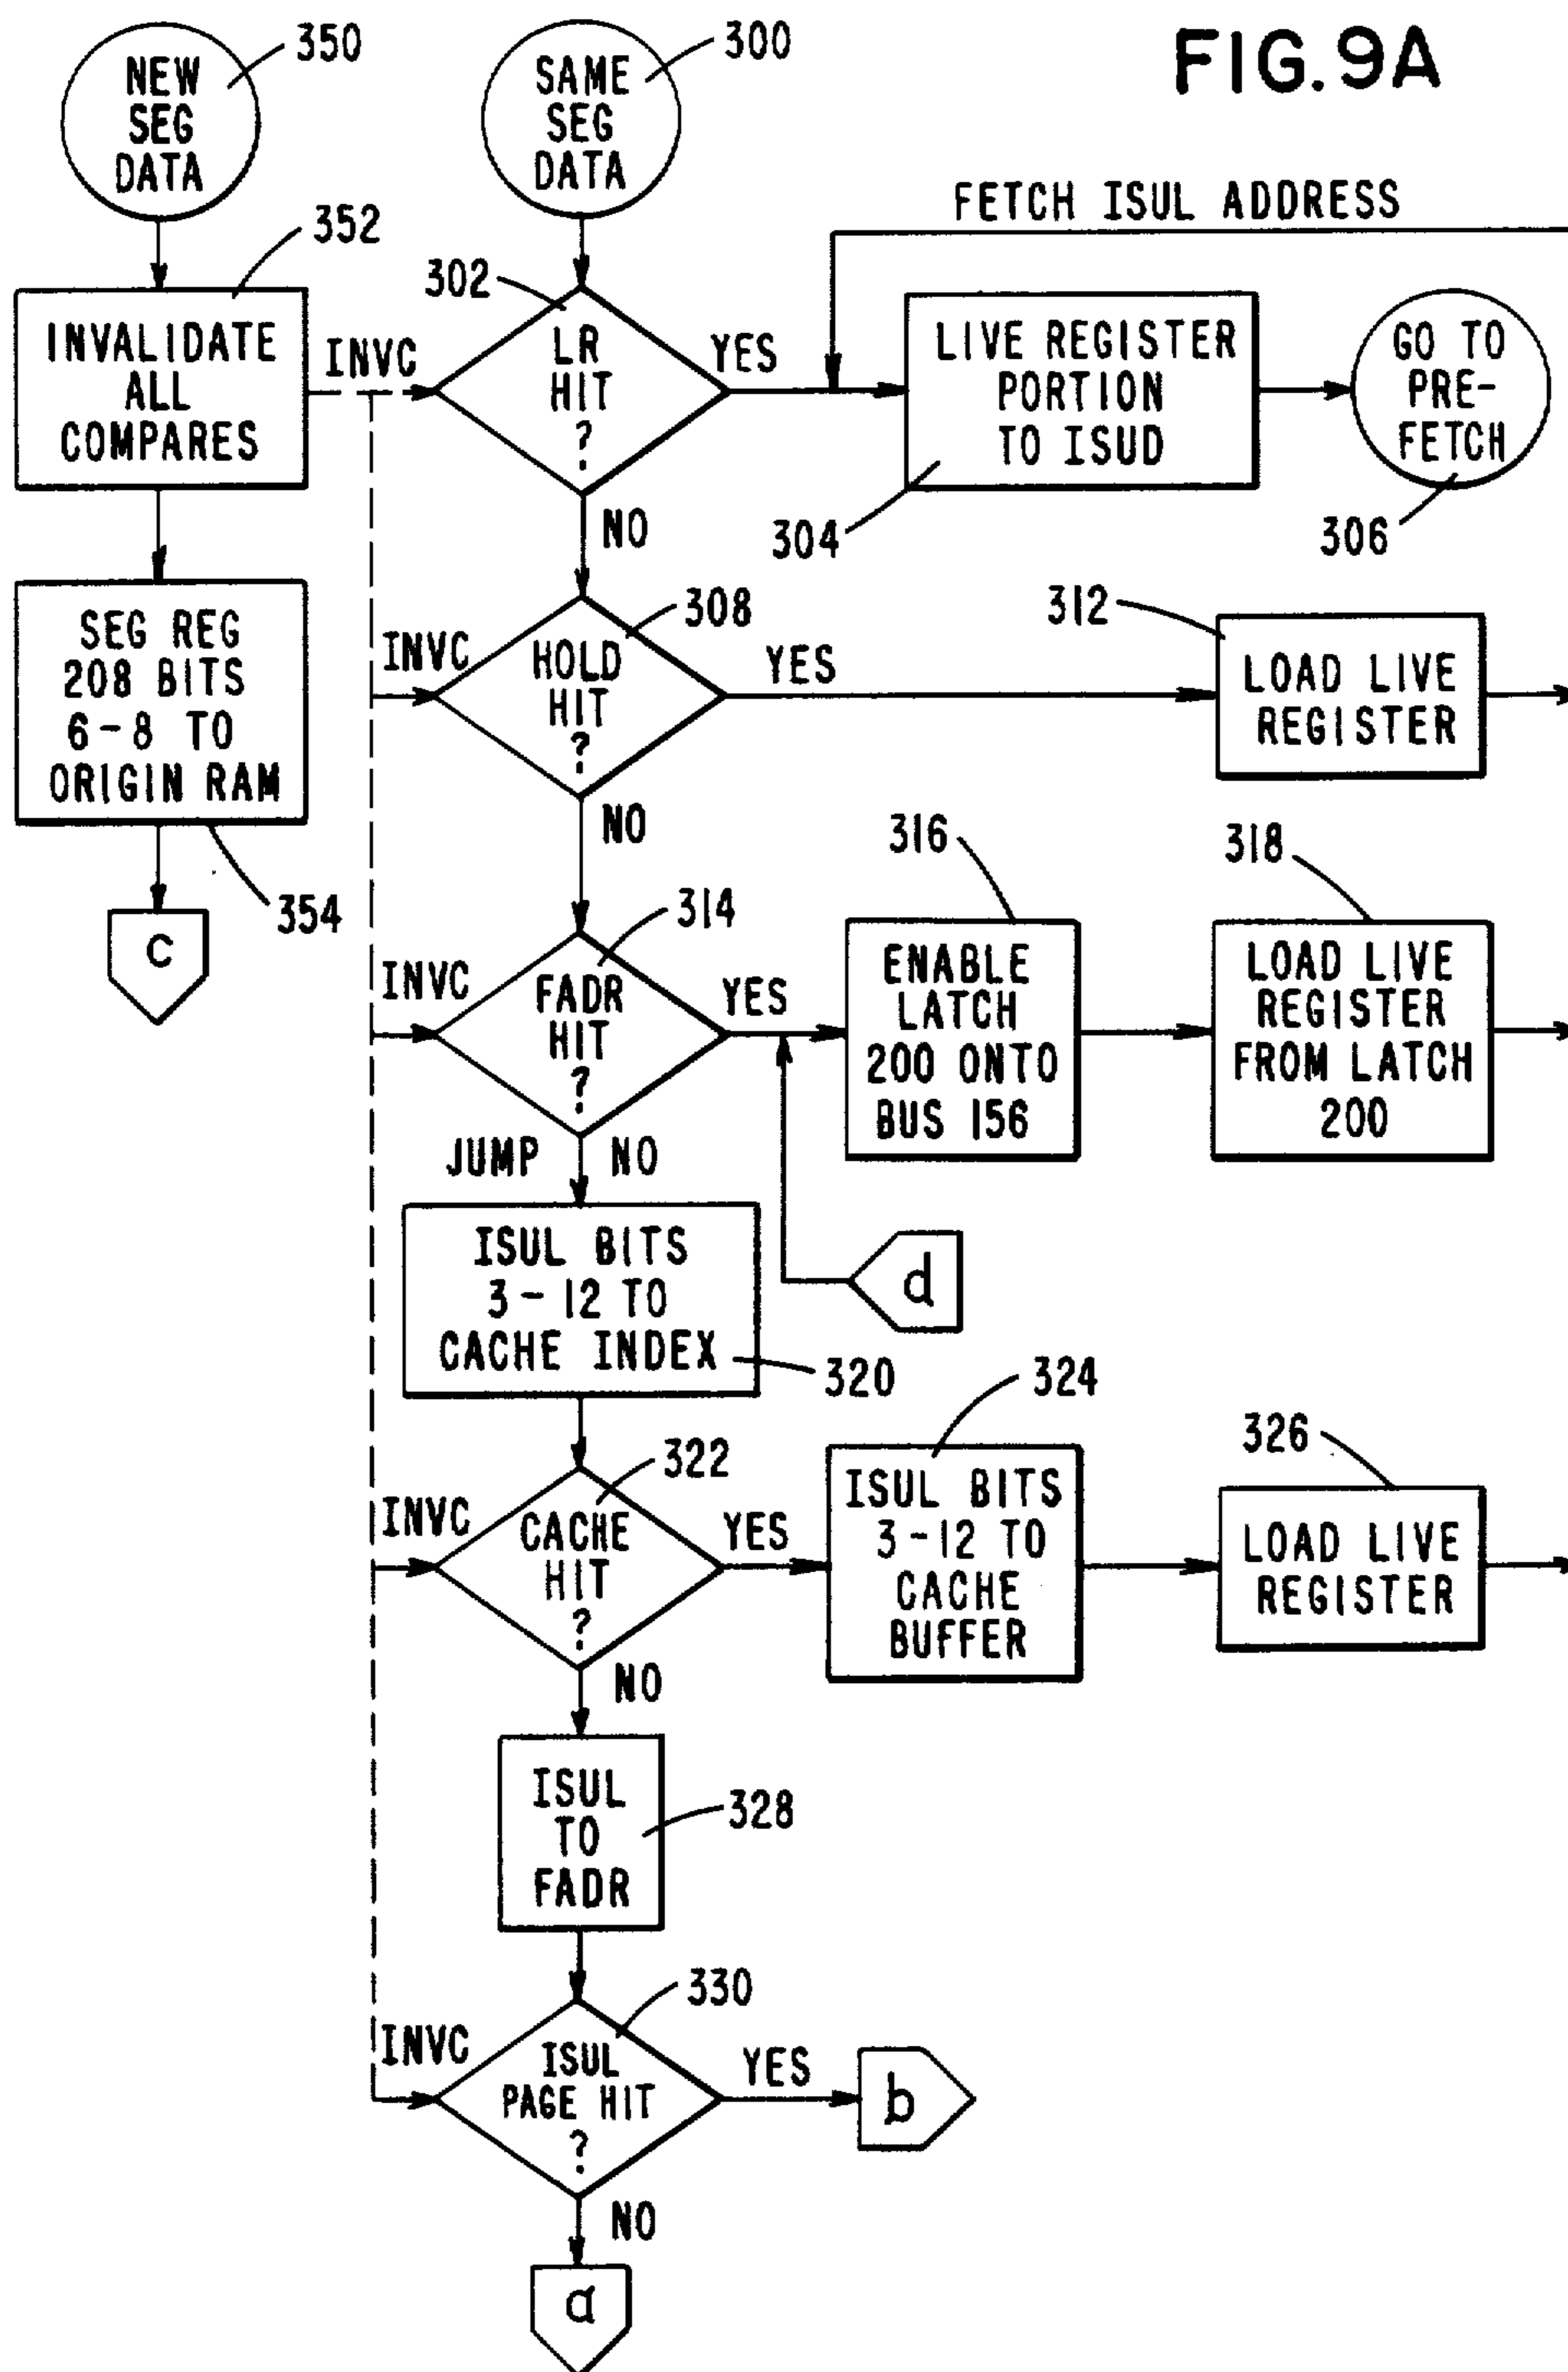 FIG. 9A
350
NEW
SEG
DATA
300
SAME
SEG
DATA
FETCH ISUL ADDRESS
352
INVALIDATE
ALL
COMPARES
INVC
302
LR
HIT
?
YES
NO
LIVE REGISTER
PORTION
TO ISUD
304
GO TO
PRE-
FETCH
306
SEG REG
208 BITS
6-8 TO
ORIGIN RAM
354
c
INVC
308
HOLD
HIT
?
YES
NO
312
LOAD LIVE
REGISTER
INVC
314
FADR
HIT
?
YES
JUMP NO
316
ENABLE
LATCH
200 ONTO
BUS 156
318
LOAD LIVE
REGISTER
FROM LATCH
200
d
ISUL BITS
3-12 TO
CACHE INDEX
320
INVC
322
CACHE
HIT
?
YES
NO
324
ISUL BITS
3-12 TO
CACHE
BUFFER
326
LOAD LIVE
REGISTER
ISUL
TO
FADR
328
INVC
330
ISUL
PAGE HIT
?
YES
b
NO
a